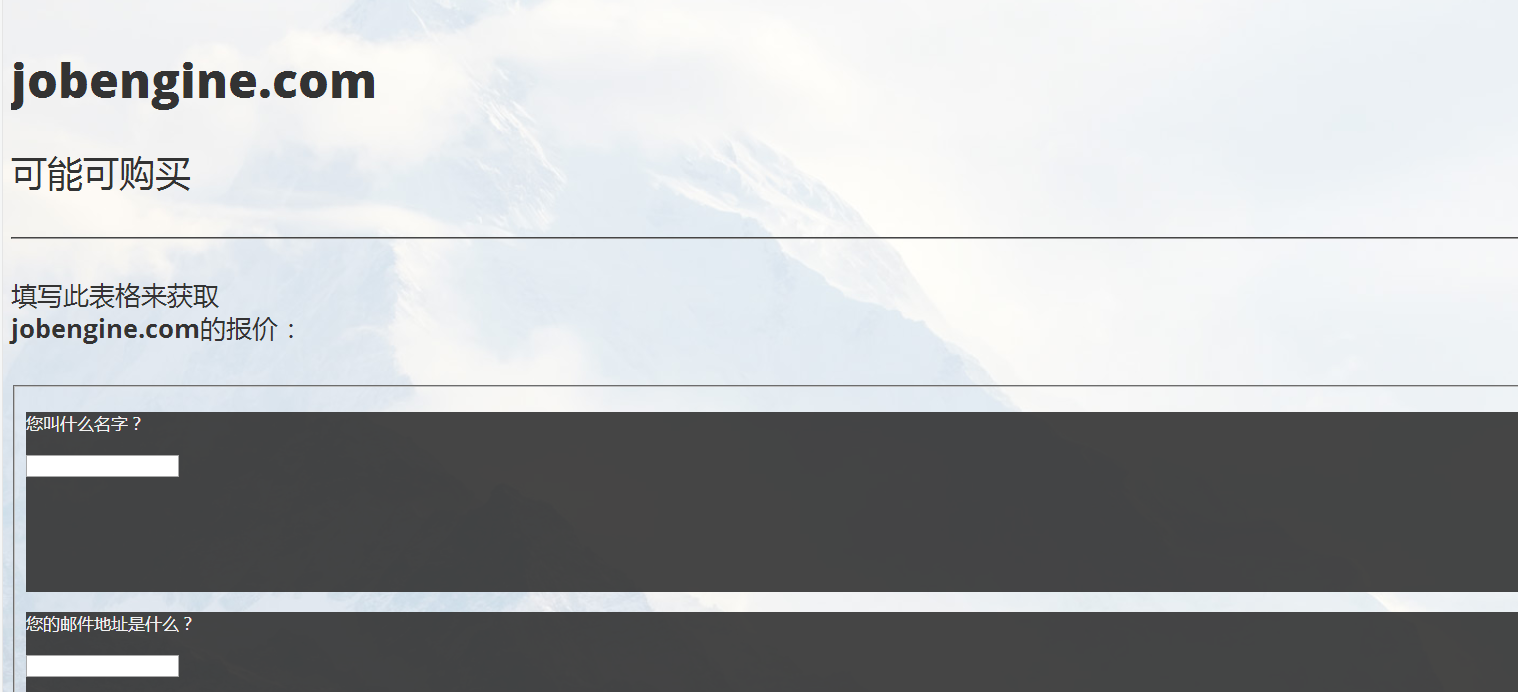 jobengine.com
可能可购买
填写此表格来获取
jobengine.com的报价：
您叫什么名字？
您的邮件地址是什么？